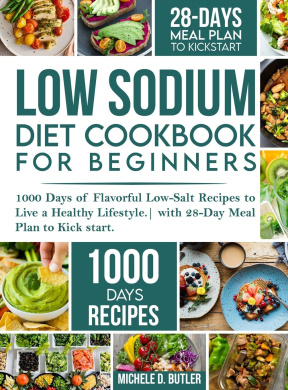 28-DAYS
MEAL PLAN
TO KICKSTART
LOW SODIUM
DIET COOKBOOK
FOR BEGINNERS
1000 Days of Flavorful Low-Salt Recipes to
Live a Healthy Lifestyle.| with 28-Day Meal
Plan to Kick start.
1000
DAYS
RECIPES
MICHELE D. BUTLER